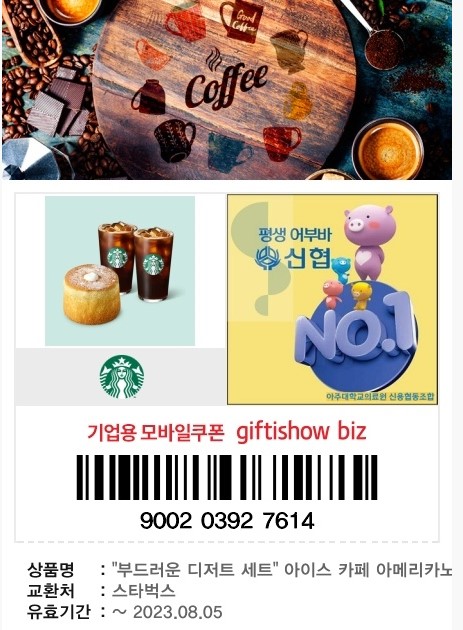 Good Coffee
Coffee
평생 어부바
신협
NO.1
아주대학교의료원 신용협동조합
기업용 모바일쿠폰 giftishow biz
9002 0392 7614
상품명 : "부드러운 디저트 세트" 아이스 카페 아메리카노
교환처 : 스타벅스
유효기간 : ~ 2023.08.05